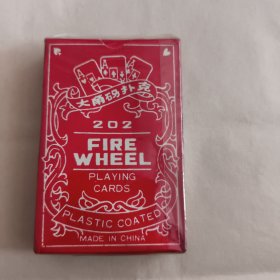 大角码扑克
202
FIRE
WHEEL
PLAYING
CARDS
PLASTIC COATED
MADE IN CHINA